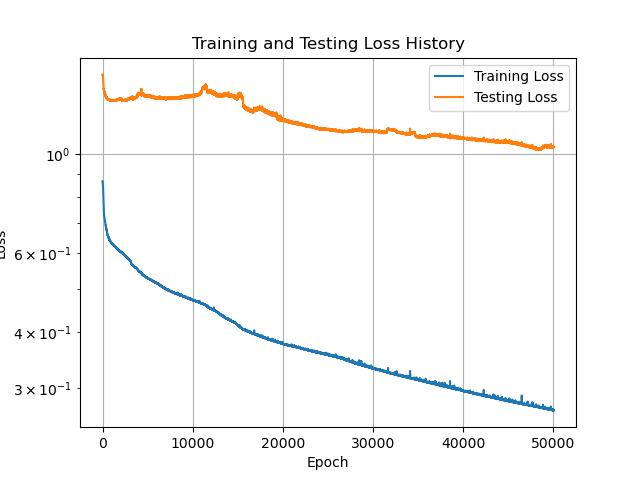 Training and Testing Loss History
Training Loss
Testing Loss
Loss
10⁰
6 × 10⁻¹
4 × 10⁻¹
3 × 10⁻¹
0 10000 20000 30000 40000 50000
Epoch